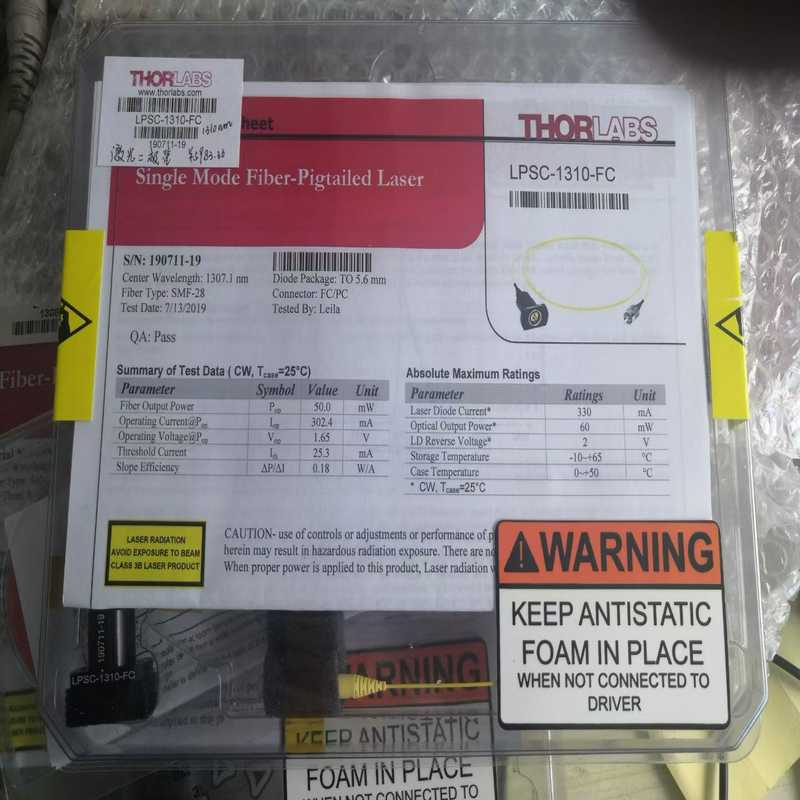 THORLABS
www.thorlabs.com
LPSC-1310-FC
1310nm
190711-19
激光二极管
heet
THORLABS
Single Mode Fiber-Pigtailed Laser
LPSC-1310-FC
S/N: 190711-19
Center Wavelength: 1307.1 nm
Diode Package: TO 5.6 mm
Fiber Type: SMF-28
Connector: FC/PC
Test Date: 7/13/2019
Tested By: Leila
QA: Pass
Summary of Test Data ( CW, Tcase=25°C)
Parameter Symbol Value Unit
Fiber Output Power Pop 50.0 mW
Operating Current@Pop Iop 302.4 mA
Operating Voltage@Pop Vop 1.65 V
Threshold Current Ith 25.3 mA
Slope Efficiency ΔP/ΔI 0.18 W/A
Absolute Maximum Ratings
Parameter Ratings Unit
Laser Diode Current* 330 mA
Optical Output Power* 60 mW
LD Reverse Voltage* 2 V
Storage Temperature -10~+65 °C
Case Temperature 0~+50 °C
* CW, Tcase=25°C
LASER RADIATION
AVOID EXPOSURE TO BEAM
CLASS 3B LASER PRODUCT
CAUTION- use of controls or adjustments or performance of p
herein may result in hazardous radiation exposure. There are no
When proper power is applied to this product, Laser radiation
WARNING
KEEP ANTISTATIC
FOAM IN PLACE
WHEN NOT CONNECTED TO
DRIVER
190711-19
LPSC-1310-FC
WARNING
KEEP ANTISTATIC
FOAM IN PLACE
WHEN NOT CONNECTED TO
Fiber-